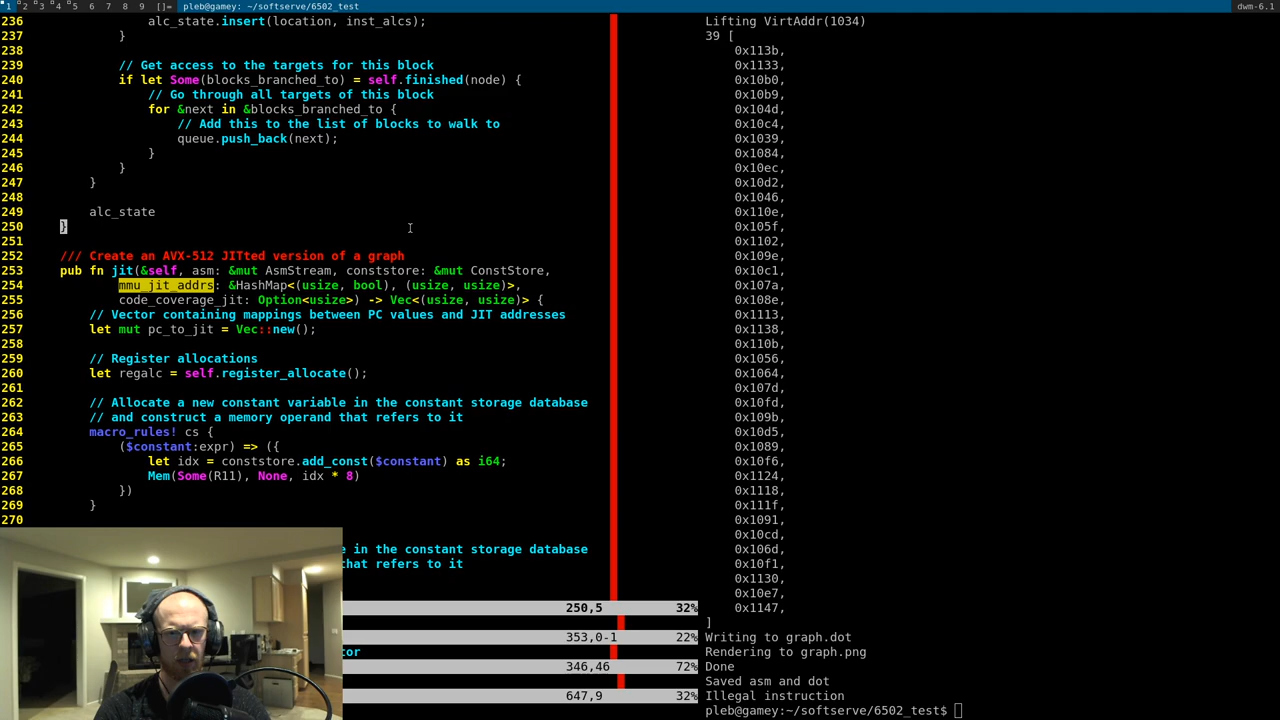 1 2 3 4 5 6 7 8 9 []= pleb@gamey: ~/softserve/6502_test dwm-6.1
236 alc_state.insert(location, inst_alcs);
237 }
238
239 // Get access to the targets for this block
240 if let Some(blocks_branched_to) = self.finished(node) {
241 // Go through all targets of this block
242 for &next in &blocks_branched_to {
243 // Add this to the list of blocks to walk to
244 queue.push_back(next);
245 }
246 }
247 }
248
249 alc_state
250 }
251
252 /// Create an AVX-512 JITted version of a graph
253 pub fn jit(&self, asm: &mut AsmStream, conststore: &mut ConstStore,
254 mmu_jit_addrs: &HashMap<(usize, bool), (usize, usize)>,
255 code_coverage_jit: Option<usize>) -> Vec<(usize, usize)> {
256 // Vector containing mappings between PC values and JIT addresses
257 let mut pc_to_jit = Vec::new();
258
259 // Register allocations
260 let regalc = self.register_allocate();
261
262 // Allocate a new constant variable in the constant storage database
263 // and construct a memory operand that refers to it
264 macro_rules! cs {
265 ($constant:expr) => ({
266 let idx = conststore.add_const($constant) as i64;
267 Mem(Some(R11), None, idx * 8)
268 })
269 }
270
e in the constant storage database
that refers to it
250,5 32%
353,0-1 22%
tor
346,46 72%
647,9 32%
Lifting VirtAddr(1034)
39 [
0x113b,
0x1133,
0x10b0,
0x10b9,
0x104d,
0x10c4,
0x1039,
0x1084,
0x10ec,
0x10d2,
0x1046,
0x110e,
0x105f,
0x1102,
0x109e,
0x10c1,
0x107a,
0x108e,
0x1113,
0x1138,
0x110b,
0x1056,
0x1064,
0x107d,
0x10fd,
0x109b,
0x10d5,
0x1089,
0x10f6,
0x1124,
0x1118,
0x111f,
0x1091,
0x10cd,
0x106d,
0x10f1,
0x1130,
0x10e7,
0x1147,
]
Writing to graph.dot
Rendering to graph.png
Done
Saved asm and dot
Illegal instruction
pleb@gamey:~/softserve/6502_test$